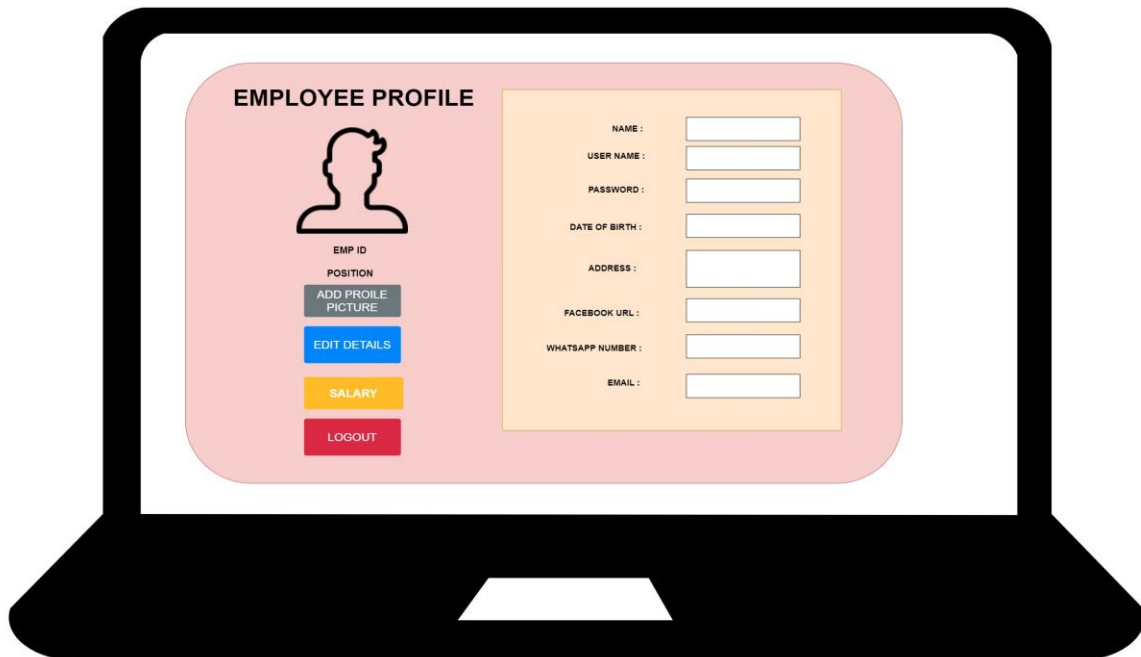 EMPLOYEE PROFILE
EMP ID
POSITION
ADD PROILE
PICTURE
EDIT DETAILS
SALARY
LOGOUT
NAME :
USER NAME :
PASSWORD :
DATE OF BIRTH :
ADDRESS :
FACEBOOK URL :
WHATSAPP NUMBER :
EMAIL :